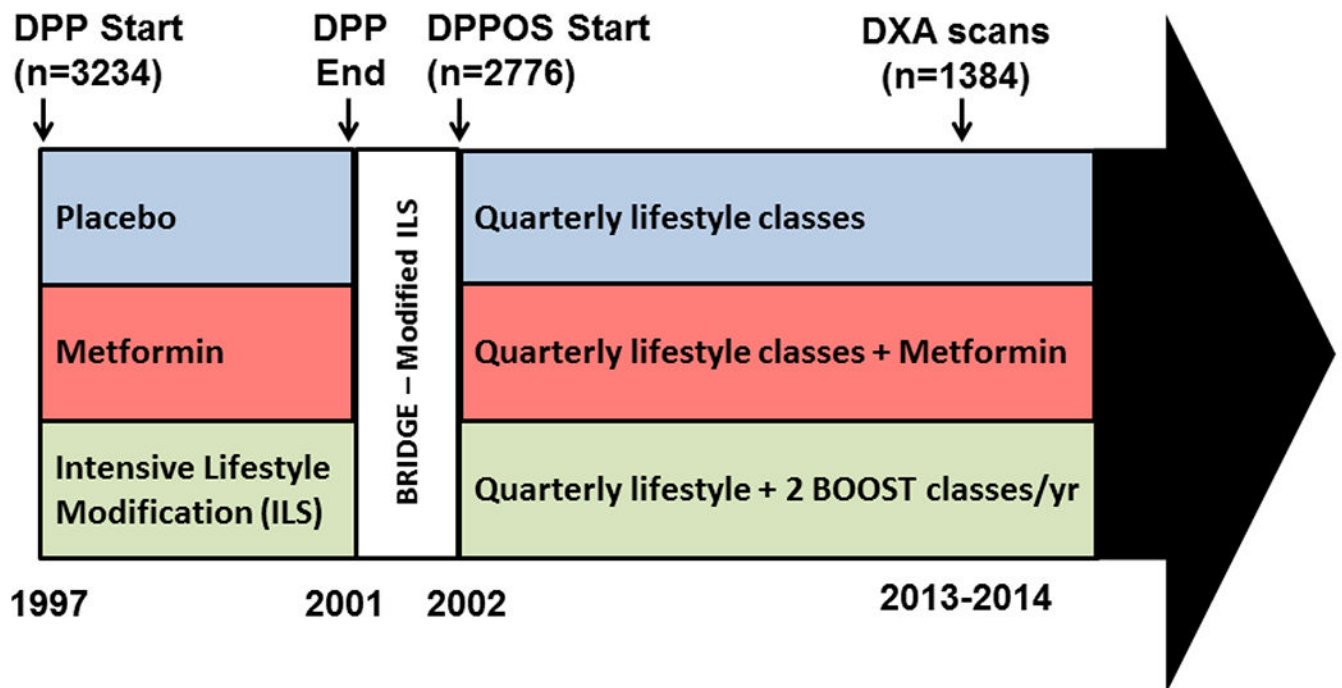 DPP Start
(n=3234)
DPP
End
DPPOS Start
(n=2776)
DXA scans
(n=1384)
Placebo
Metformin
Intensive Lifestyle
Modification (ILS)
BRIDGE – Modified ILS
Quarterly lifestyle classes
Quarterly lifestyle classes + Metformin
Quarterly lifestyle + 2 BOOST classes/yr
1997
2001
2002
2013-2014